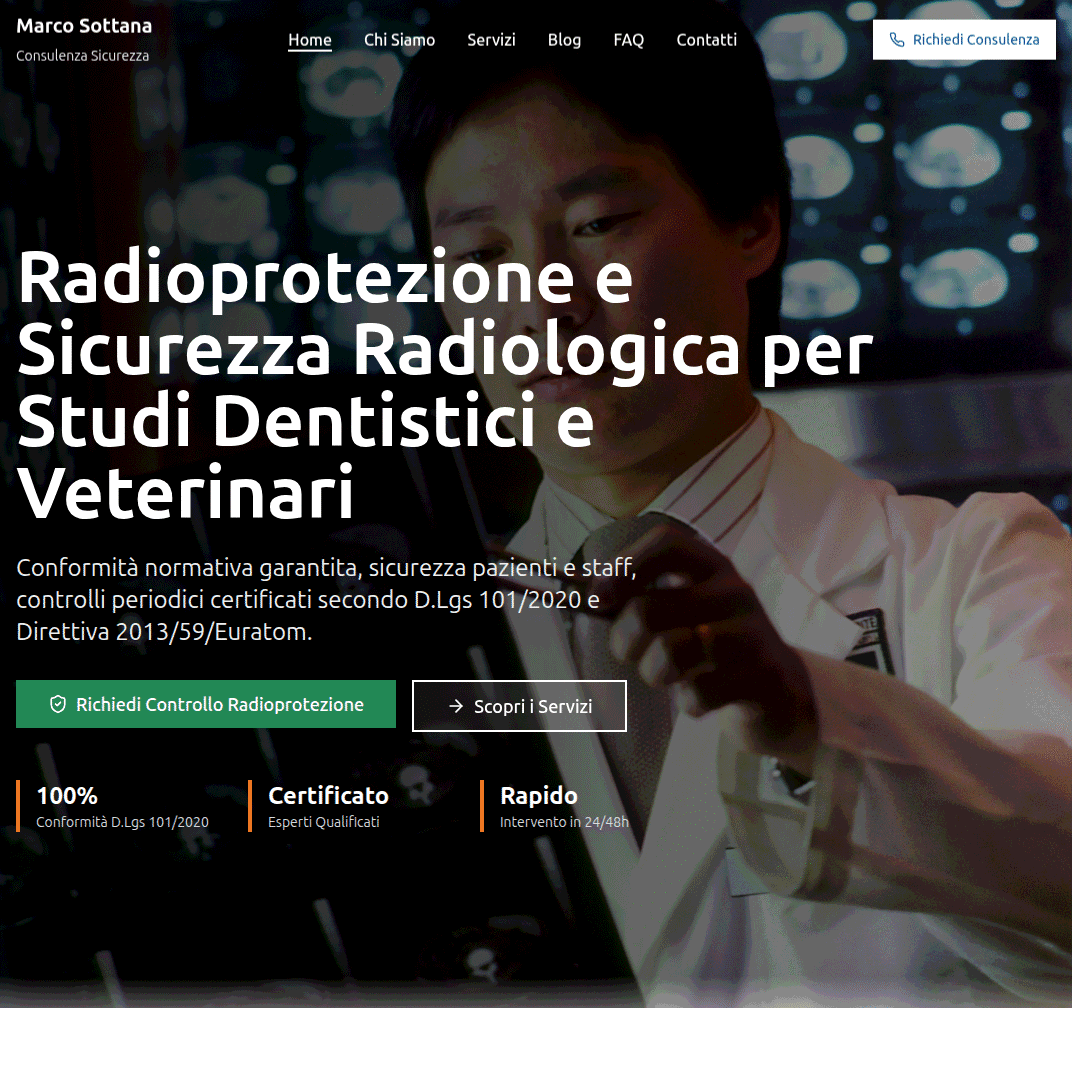 Marco Sottana
Consulenza Sicurezza
Home
Chi Siamo
Servizi
Blog
FAQ
Contatti
Richiedi Consulenza
Radioprotezione e
Sicurezza Radiologica per
Studi Dentistici e
Veterinari
Conformità normativa garantita, sicurezza pazienti e staff,
controlli periodici certificati secondo D.Lgs 101/2020 e
Direttiva 2013/59/Euratom.
Richiedi Controllo Radioprotezione
Scopri i Servizi
100%
Conformità D.Lgs 101/2020
Certificato
Esperti Qualificati
Rapido
Intervento in 24/48h